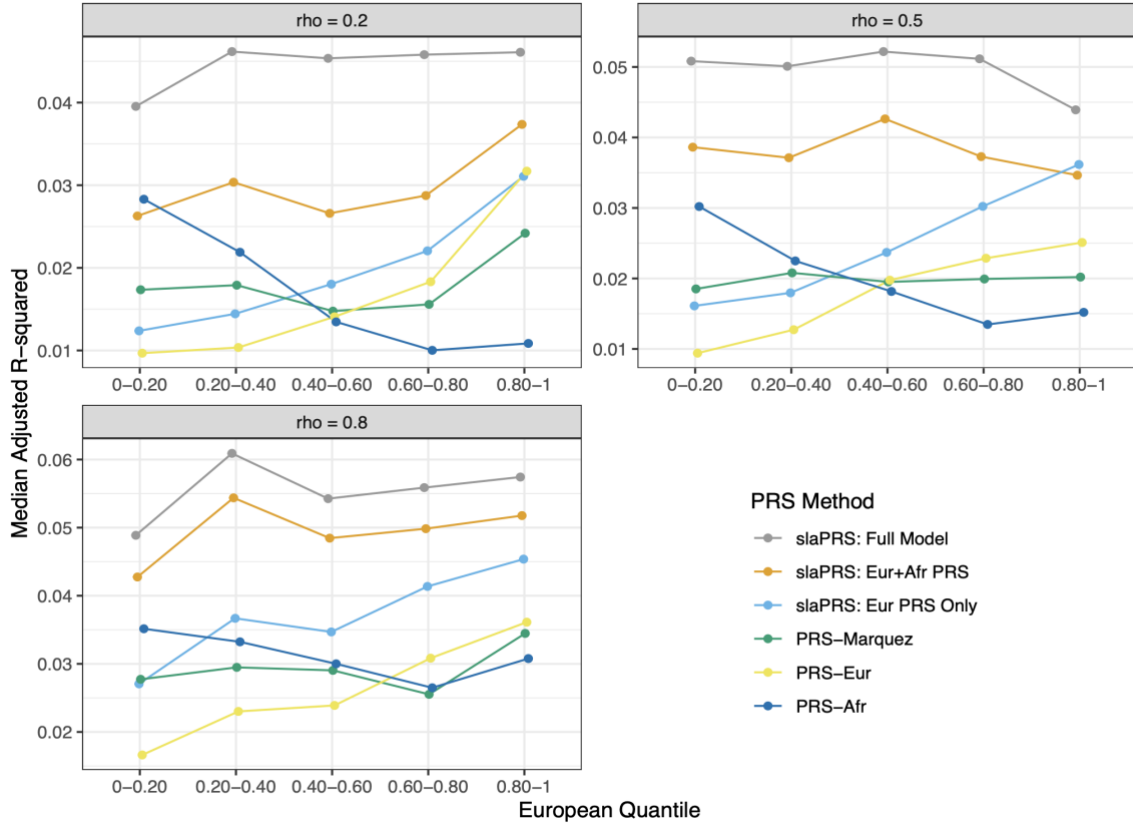 rho = 0.2
rho = 0.5
0.04
0.03
0.02
0.01
0−0.20 0.20−0.40 0.40−0.60 0.60−0.80 0.80−1
0.05
0.04
0.03
0.02
0.01
0−0.20 0.20−0.40 0.40−0.60 0.60−0.80 0.80−1
Median Adjusted R−squared
rho = 0.8
0.06
0.05
0.04
0.03
0.02
0−0.20 0.20−0.40 0.40−0.60 0.60−0.80 0.80−1
European Quantile
PRS Method
slaPRS: Full Model
slaPRS: Eur+Afr PRS
slaPRS: Eur PRS Only
PRS−Marquez
PRS−Eur
PRS−Afr